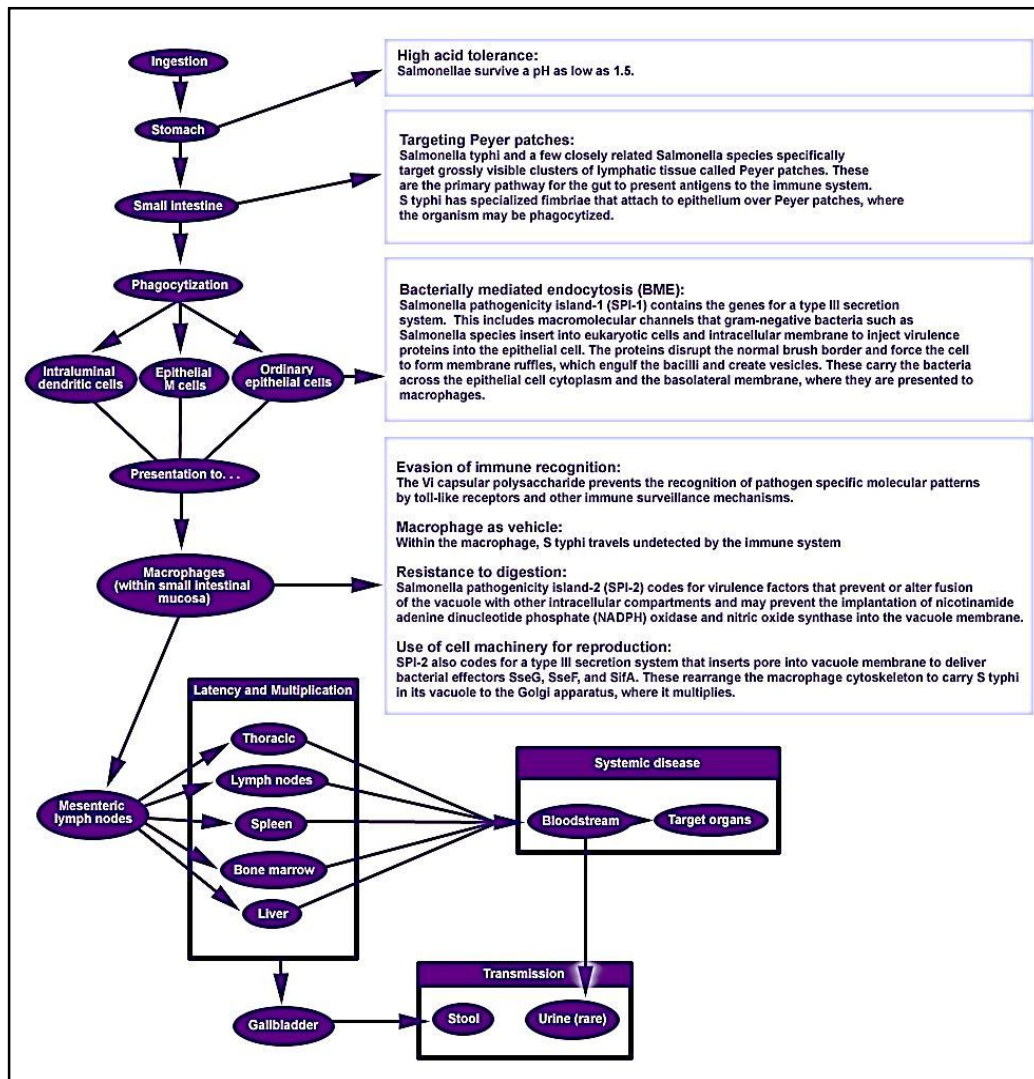 Ingestion
High acid tolerance:
Salmonellae survive a pH as low as 1.5.
Stomach
Targeting Peyer patches:
Salmonella typhi and a few closely related Salmonella species specifically
target grossly visible clusters of lymphatic tissue called Peyer patches. These
are the primary pathway for the gut to present antigens to the immune system.
S typhi has specialized fimbriae that attach to epithelium over Peyer patches, where
the organism may be phagocytized.
Small intestine
Phagocytization
Bacterially mediated endocytosis (BME):
Salmonella pathogenicity island-1 (SPI-1) contains the genes for a type III secretion
system. This includes macromolecular channels that gram-negative bacteria such as
Salmonella species insert into eukaryotic cells and intracellular membrane to inject virulence
proteins into the epithelial cell. The proteins disrupt the normal brush border and force the cell
to form membrane ruffles, which engulf the bacilli and create vesicles. These carry the bacteria
across the epithelial cell cytoplasm and the basolateral membrane, where they are presented to
macrophages.
Intraluminal
dendritic cells
Epithelial
M cells
Ordinary
epithelial cells
Presentation to. . .
Evasion of immune recognition:
The Vi capsular polysaccharide prevents the recognition of pathogen specific molecular patterns
by toll-like receptors and other immune surveillance mechanisms.
Macrophage as vehicle:
Within the macrophage, S typhi travels undetected by the immune system
Resistance to digestion:
Salmonella pathogenicity island-2 (SPI-2) codes for virulence factors that prevent or alter fusion
of the vacuole with other intracellular compartments and may prevent the implantation of nicotinamide
adenine dinucleotide phosphate (NADPH) oxidase and nitric oxide synthase into the vacuole membrane.
Use of cell machinery for reproduction:
SPI-2 also codes for a type III secretion system that inserts pore into vacuole membrane to deliver
bacterial effectors SseG, SseF, and SifA. These rearrange the macrophage cytoskeleton to carry S typhi
in its vacuole to the Golgi apparatus, where it multiplies.
Macrophages
(within small intestinal
mucosa)
Latency and Multiplication
Thoracic
Lymph nodes
Spleen
Bone marrow
Liver
Mesenteric
lymph nodes
Systemic disease
Bloodstream
Target organs
Gallbladder
Transmission
Stool
Urine (rare)